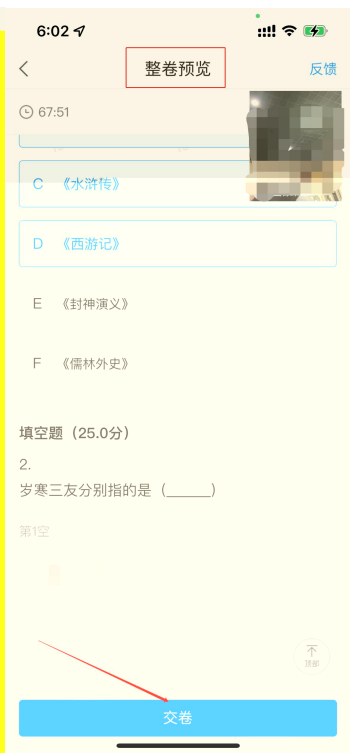 6:02
整卷预览
反馈
67:51
C 《水浒传》
D 《西游记》
E 《封神演义》
F 《儒林外史》
填空题（25.0分）
2.
岁寒三友分别指的是（_____）
第1空
顶部
交卷